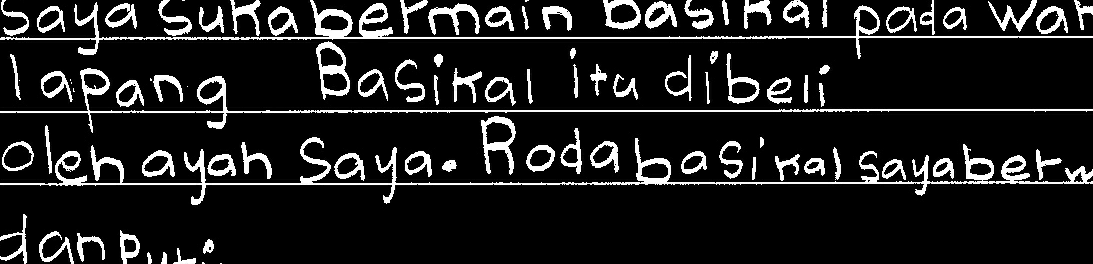 saya suka bermain basikal pada wak
lapang Basikal itu dibeli
oleh ayah saya. Roda basikal saya berw
dan puti